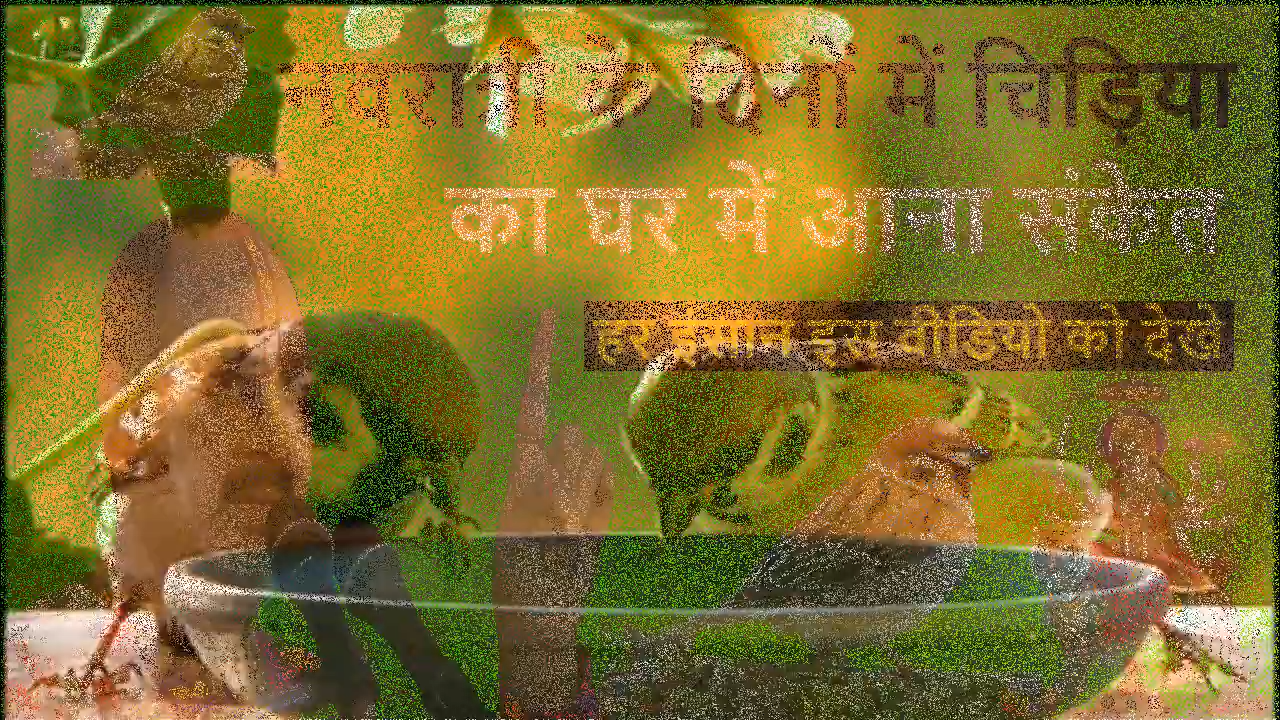 नवरात्री के दिनों में चिड़िया
का घर में आना संकेत
हर इंसान इस वीडियो को देखे